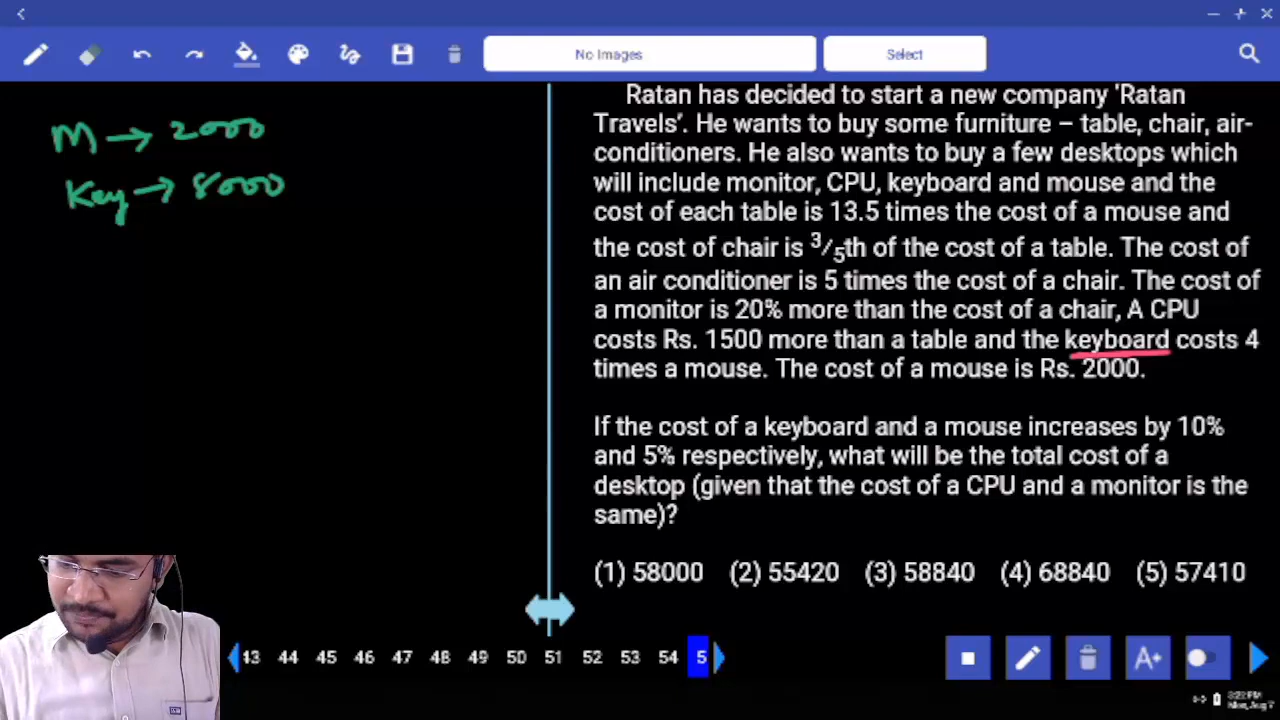 No Images
Select
M → 2000
Key → 8000
Ratan has decided to start a new company 'Ratan
Travels'. He wants to buy some furniture – table, chair, air-
conditioners. He also wants to buy a few desktops which
will include monitor, CPU, keyboard and mouse and the
cost of each table is 13.5 times the cost of a mouse and
the cost of chair is 3/5th of the cost of a table. The cost of
an air conditioner is 5 times the cost of a chair. The cost of
a monitor is 20% more than the cost of a chair, A CPU
costs Rs. 1500 more than a table and the keyboard costs 4
times a mouse. The cost of a mouse is Rs. 2000.
If the cost of a keyboard and a mouse increases by 10%
and 5% respectively, what will be the total cost of a
desktop (given that the cost of a CPU and a monitor is the
same)?
(1) 58000 (2) 55420 (3) 58840 (4) 68840 (5) 57410
43 44 45 46 47 48 49 50 51 52 53 54 5
A+
3:22 PM
Mon, Aug 7